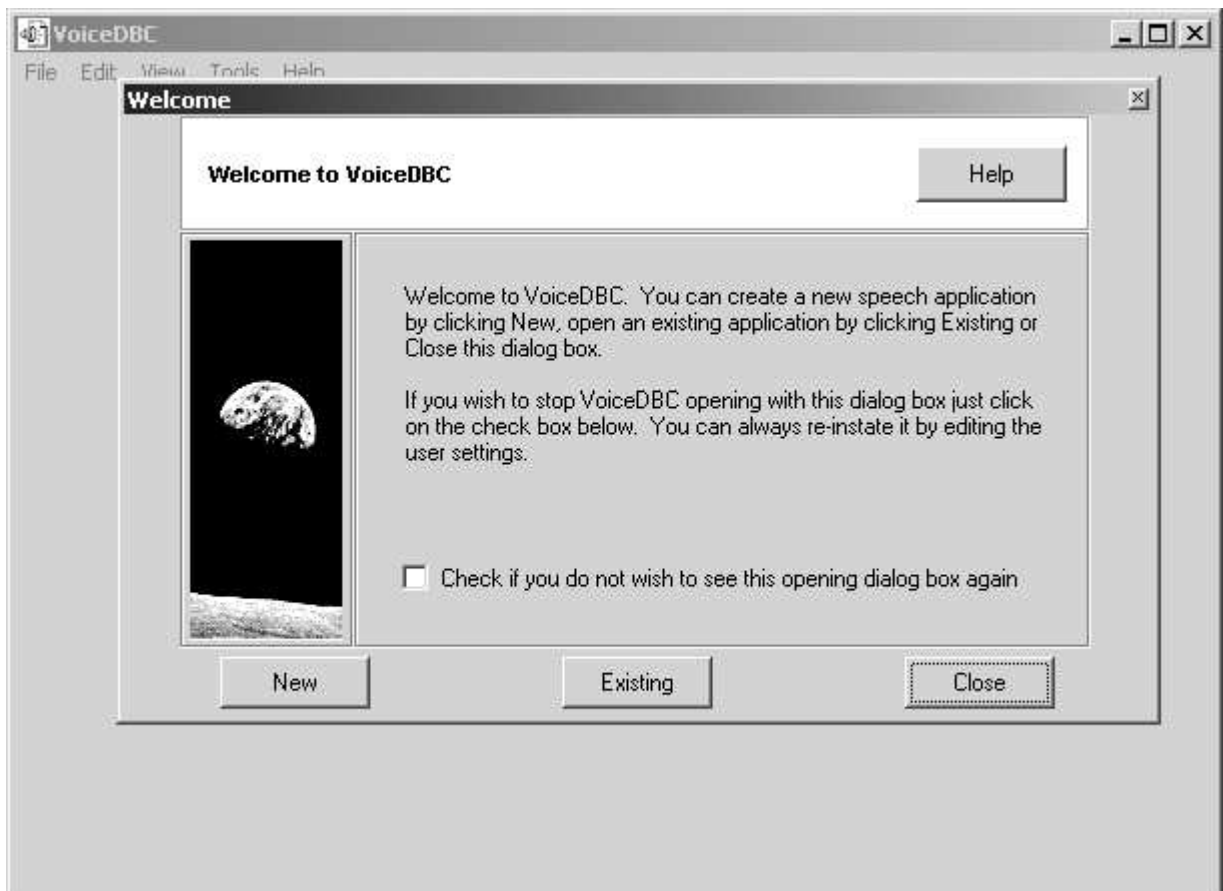 VoiceDBC
File Edit View Tools Help
Welcome
Welcome to VoiceDBC
Help
Welcome to VoiceDBC. You can create a new speech application
by clicking New, open an existing application by clicking Existing or
Close this dialog box.
If you wish to stop VoiceDBC opening with this dialog box just click
on the check box below. You can always re-instate it by editing the
user settings.
Check if you do not wish to see this opening dialog box again
New
Existing
Close